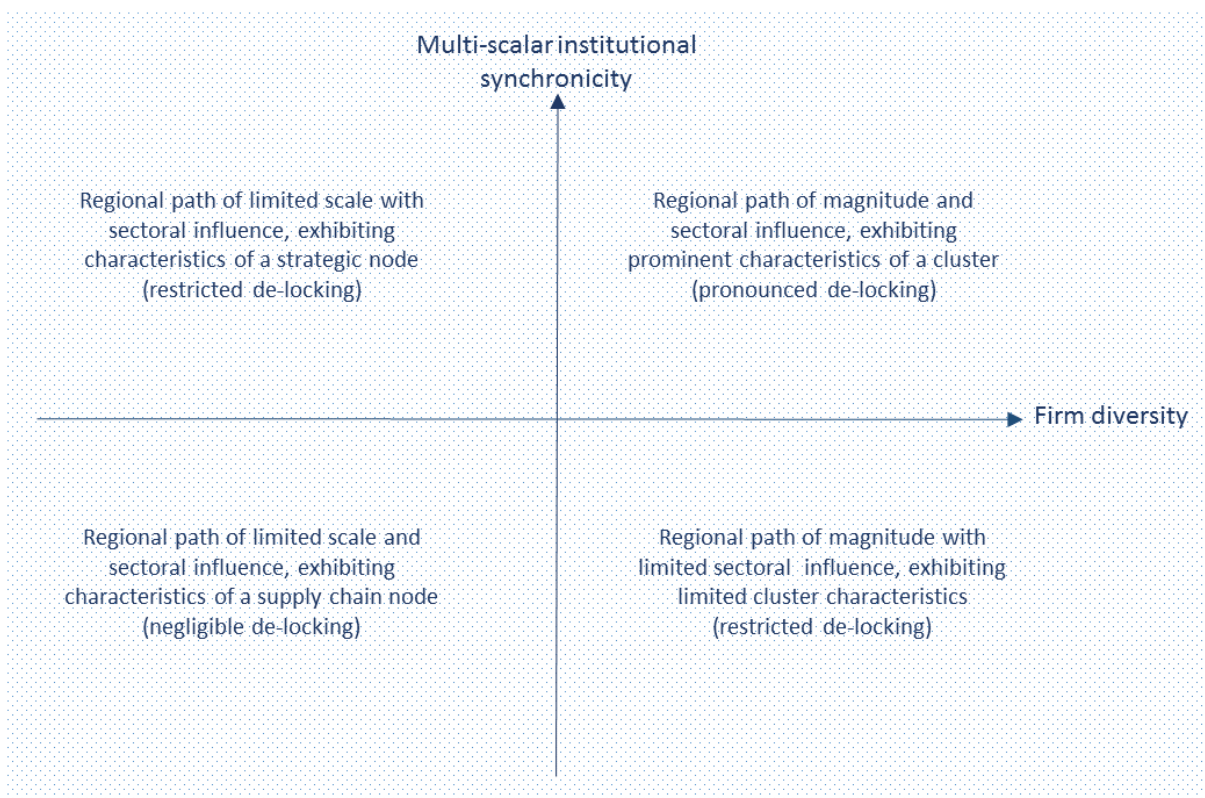 Multi-scalar institutional
synchronicity
Regional path of limited scale with
sectoral influence, exhibiting
characteristics of a strategic node
(restricted de-locking)
Regional path of magnitude and
sectoral influence, exhibiting
prominent characteristics of a cluster
(pronounced de-locking)
Firm diversity
Regional path of limited scale and
sectoral influence, exhibiting
characteristics of a supply chain node
(negligible de-locking)
Regional path of magnitude with
limited sectoral influence, exhibiting
limited cluster characteristics
(restricted de-locking)